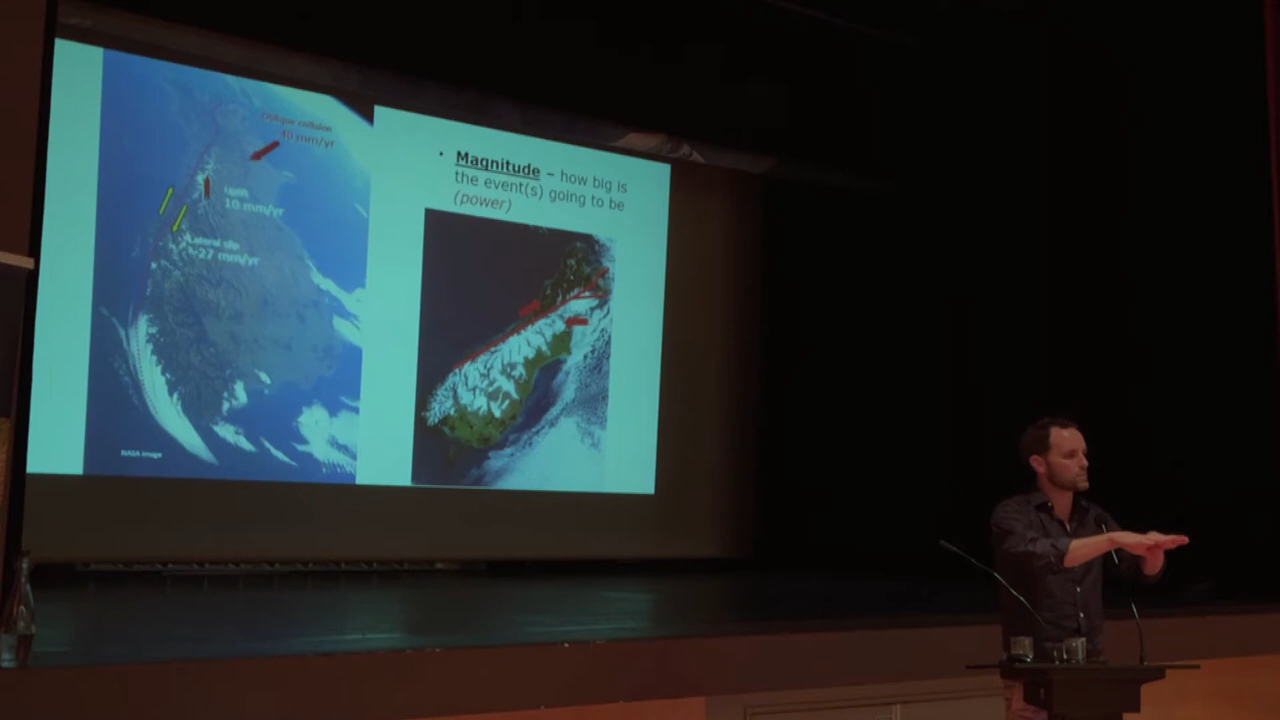 Oblique collision
40 mm/yr
Uplift
10 mm/yr
Lateral slip
~27 mm/yr
NASA image
• Magnitude – how big is
the event(s) going to be
(power)